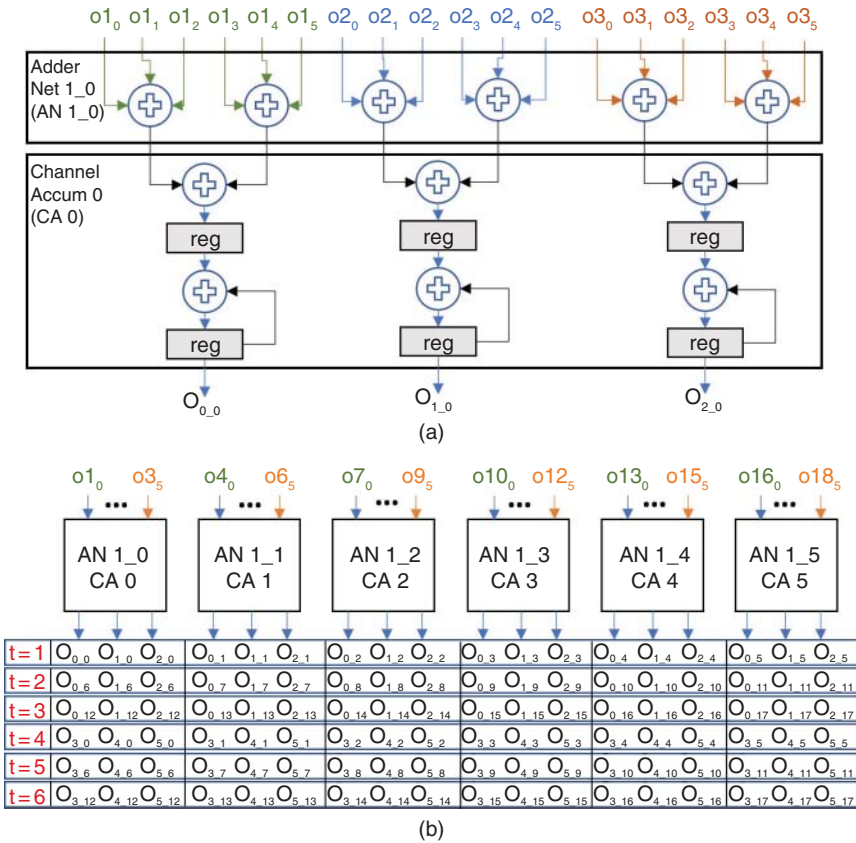 o1₀ o1₁ o1₂ o1₃ o1₄ o1₅ o2₀ o2₁ o2₂ o2₃ o2₄ o2₅ o3₀ o3₁ o3₂ o3₃ o3₄ o3₅
Adder
Net 1_0
(AN 1_0)
Channel
Accum 0
(CA 0)
reg reg reg
reg reg reg
O₀_₀ O₁_₀ O₂_₀
(a)
o1₀ ••• o3₅ o4₀ ••• o6₅ o7₀ ••• o9₅ o10₀ ••• o12₅ o13₀ ••• o15₅ o16₀ ••• o18₅
AN 1_0 AN 1_1 AN 1_2 AN 1_3 AN 1_4 AN 1_5
CA 0 CA 1 CA 2 CA 3 CA 4 CA 5
t=1 O₀_₀ O₁_₀ O₂_₀ O₀_₁ O₁_₁ O₂_₁ O₀_₂ O₁_₂ O₂_₂ O₀_₃ O₁_₃ O₂_₃ O₀_₄ O₁_₄ O₂_₄ O₀_₅ O₁_₅ O₂_₅
t=2 O₀_₆ O₁_₆ O₂_₆ O₀_₇ O₁_₇ O₂_₇ O₀_₈ O₁_₈ O₂_₈ O₀_₉ O₁_₉ O₂_₉ O₀_₁₀ O₁_₁₀ O₂_₁₀ O₀_₁₁ O₁_₁₁ O₂_₁₁
t=3 O₀_₁₂ O₁_₁₂ O₂_₁₂ O₀_₁₃ O₁_₁₃ O₂_₁₃ O₀_₁₄ O₁_₁₄ O₂_₁₄ O₀_₁₅ O₁_₁₅ O₂_₁₅ O₀_₁₆ O₁_₁₆ O₂_₁₆ O₀_₁₇ O₁_₁₇ O₂_₁₇
t=4 O₃_₀ O₄_₀ O₅_₀ O₃_₁ O₄_₁ O₅_₁ O₃_₂ O₄_₂ O₅_₂ O₃_₃ O₄_₃ O₅_₃ O₃_₄ O₄_₄ O₅_₄ O₃_₅ O₄_₅ O₅_₅
t=5 O₃_₆ O₄_₆ O₅_₆ O₃_₇ O₄_₇ O₅_₇ O₃_₈ O₄_₈ O₅_₈ O₃_₉ O₄_₉ O₅_₉ O₃_₁₀ O₄_₁₀ O₅_₁₀ O₃_₁₁ O₄_₁₁ O₅_₁₁
t=6 O₃_₁₂ O₄_₁₂ O₅_₁₂ O₃_₁₃ O₄_₁₃ O₅_₁₃ O₃_₁₄ O₄_₁₄ O₅_₁₄ O₃_₁₅ O₄_₁₅ O₅_₁₅ O₃_₁₆ O₄_₁₆ O₅_₁₆ O₃_₁₇ O₄_₁₇ O₅_₁₇
(b)